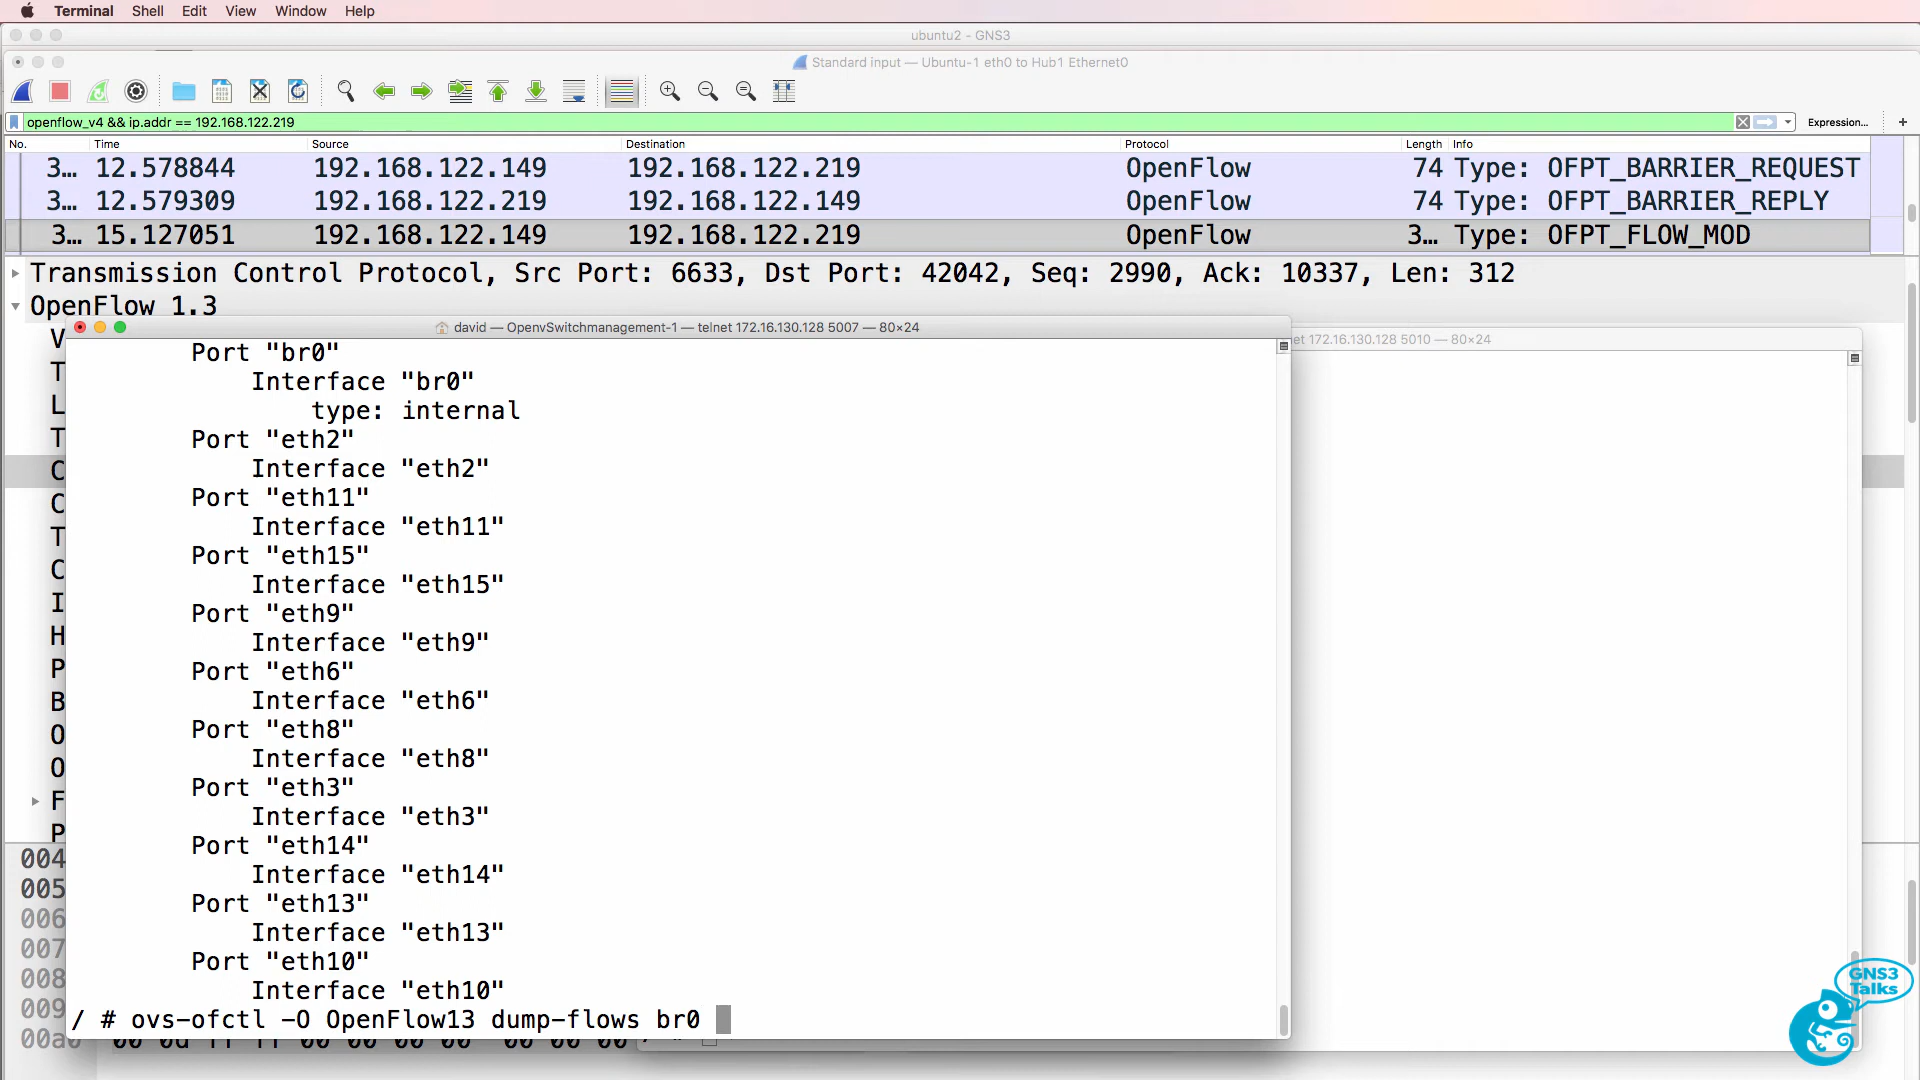 Terminal Shell Edit View Window Help
ubuntu2 - GNS3
Standard input — Ubuntu-1 eth0 to Hub1 Ethernet0
openflow_v4 && ip.addr == 192.168.122.219 Expression... +
No. Time Source Destination Protocol Length Info
3... 12.578844 192.168.122.149 192.168.122.219 OpenFlow 74 Type: OFPT_BARRIER_REQUEST
3... 12.579309 192.168.122.219 192.168.122.149 OpenFlow 74 Type: OFPT_BARRIER_REPLY
3... 15.127051 192.168.122.149 192.168.122.219 OpenFlow 3... Type: OFPT_FLOW_MOD
Transmission Control Protocol, Src Port: 6633, Dst Port: 42042, Seq: 2990, Ack: 10337, Len: 312
OpenFlow 1.3
david — OpenvSwitchmanagement-1 — telnet 172.16.130.128 5007 — 80×24
et 172.16.130.128 5010 — 80×24
V
T
L
T
C
C
T
C
I
H
P
B
O
O
F
P
004
005
006
007
008
009
00a0
Port "br0"
Interface "br0"
type: internal
Port "eth2"
Interface "eth2"
Port "eth11"
Interface "eth11"
Port "eth15"
Interface "eth15"
Port "eth9"
Interface "eth9"
Port "eth6"
Interface "eth6"
Port "eth8"
Interface "eth8"
Port "eth3"
Interface "eth3"
Port "eth14"
Interface "eth14"
Port "eth13"
Interface "eth13"
Port "eth10"
Interface "eth10"
/ # ovs-ofctl -O OpenFlow13 dump-flows br0
GNS3
Talks